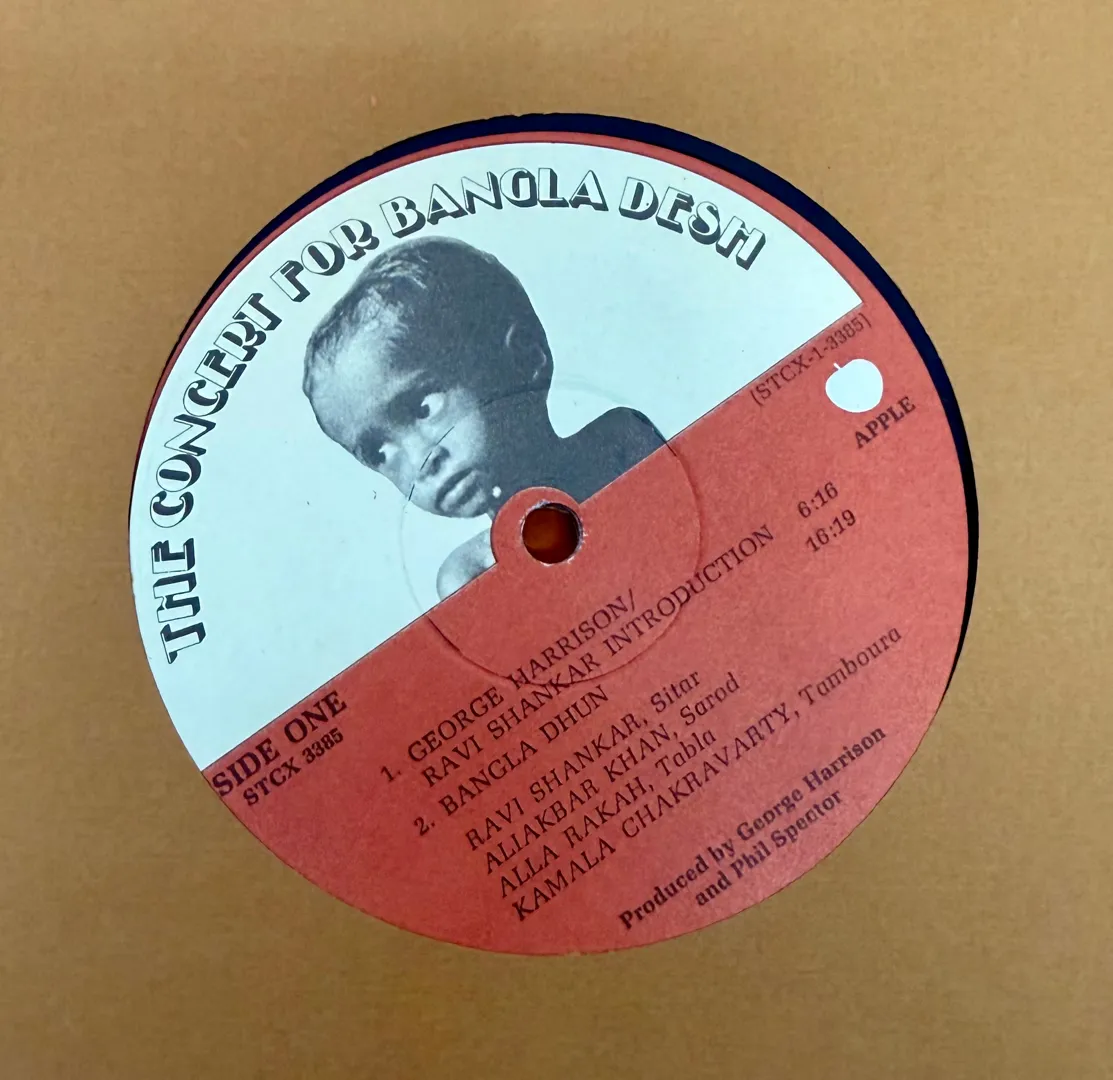 THE CONCERT FOR BANGLA DESH
(STCX-1-3385)
APPLE
SIDE ONE
STCX 3385
1. GEORGE HARRISON/
RAVI SHANKAR INTRODUCTION 6:16
2. BANGLA DHUN 16:19
RAVI SHANKAR, Sitar
ALIAKBAR KHAN, Sarod
ALLA RAKAH, Tabla
KAMALA CHAKRAVARTY, Tamboura
Produced by George Harrison
and Phil Spector